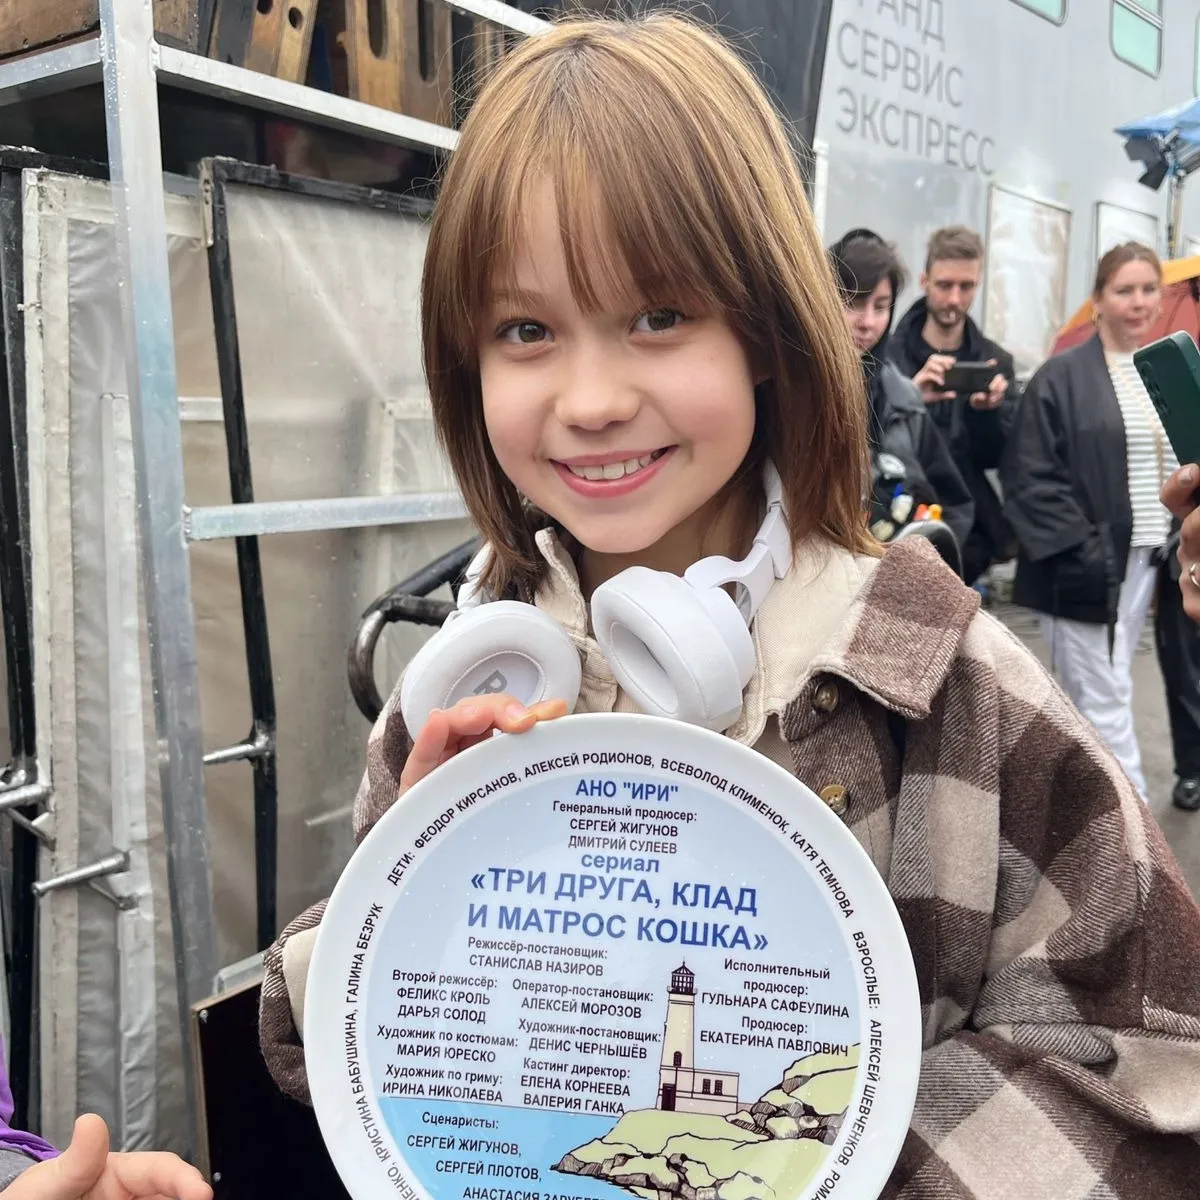 ГРАНД
СЕРВИС
ЭКСПРЕСС
R
ДЕТИ: ФЕОДОР КИРСАНОВ, АЛЕКСЕЙ РОДИОНОВ, ВСЕВОЛОД КЛИМЕНОК, КАТЯ ТЕМНОВА ВЗРОСЛЫЕ: АЛЕКСЕЙ ШЕВЧЕНКОВ,
КРИСТИНА БАБУШКИНА, ГАЛИНА БЕЗРУК
АНО "ИРИ"
Генеральный продюсер:
СЕРГЕЙ ЖИГУНОВ
ДМИТРИЙ СУЛЕЕВ
сериал
«ТРИ ДРУГА, КЛАД
И МАТРОС КОШКА»
Режиссёр-постановщик:
СТАНИСЛАВ НАЗИРОВ
Второй режиссёр:
ФЕЛИКС КРОЛЬ
ДАРЬЯ СОЛОД
Художник по костюмам:
МАРИЯ ЮРЕСКО
Художник по гриму:
ИРИНА НИКОЛАЕВА
Оператор-постановщик:
АЛЕКСЕЙ МОРОЗОВ
Художник-постановщик:
ДЕНИС ЧЕРНЫШЁВ
Кастинг директор:
ЕЛЕНА КОРНЕЕВА
ВАЛЕРИЯ ГАНКА
Исполнительный
продюсер:
ГУЛЬНАРА САФЕУЛИНА
Продюсер:
ЕКАТЕРИНА ПАВЛОВИЧ
Сценаристы:
СЕРГЕЙ ЖИГУНОВ,
СЕРГЕЙ ПЛОТОВ,
АНАСТАСИЯ